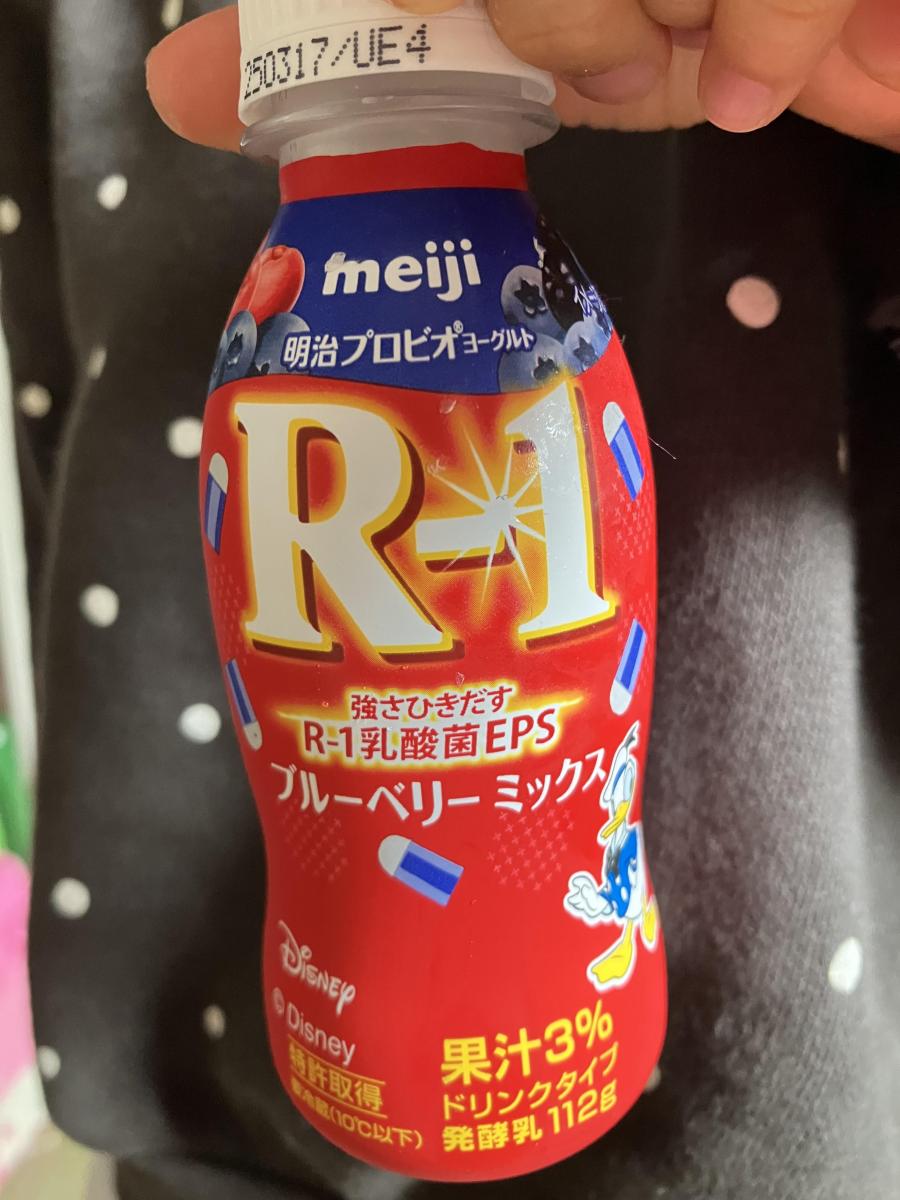 250317/UE4
meiji
明治プロビオ®ヨーグルト
R-1
強さひきだす
R-1乳酸菌EPS
ブルーベリー ミックス
Disney
© Disney
特許取得
要冷蔵(10℃以下)
果汁3%
ドリンクタイプ
発酵乳 112g